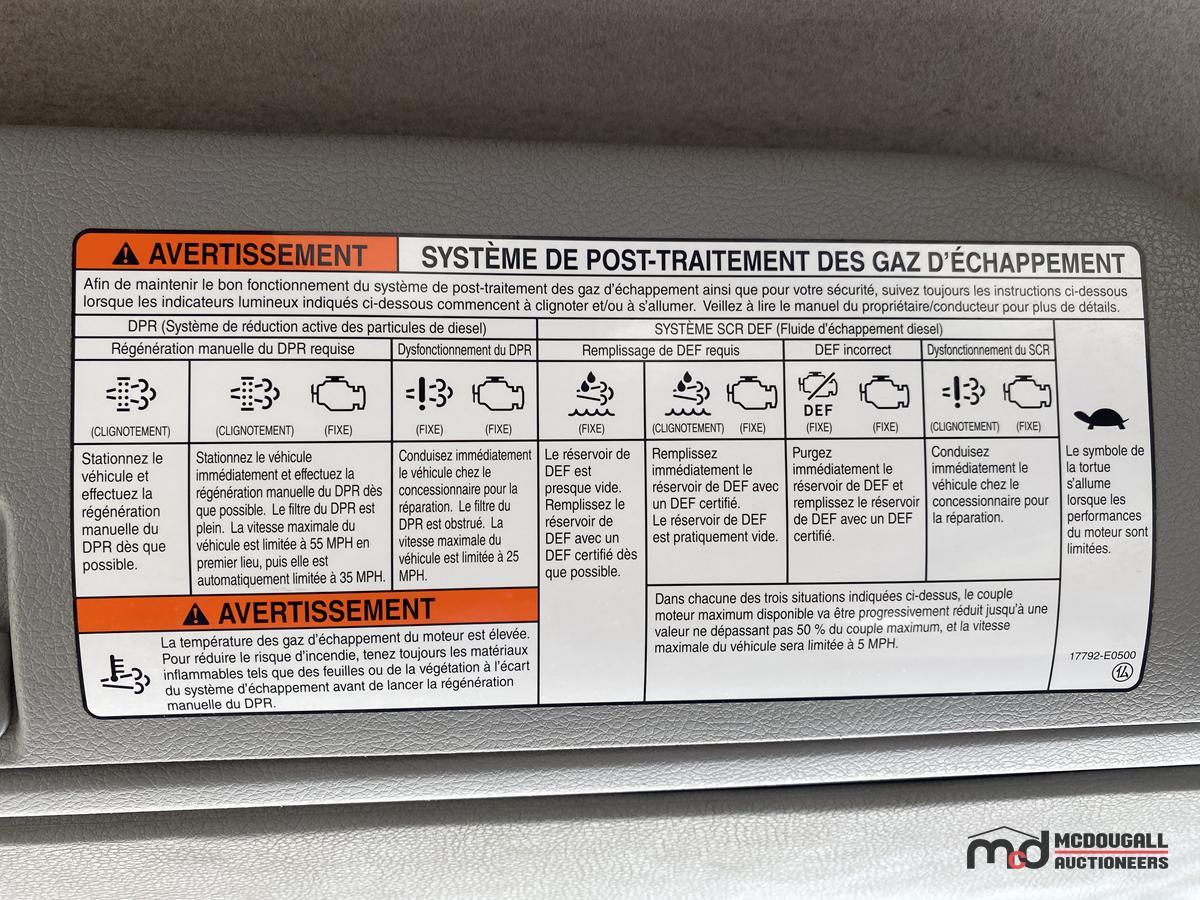 AVERTISSEMENT
SYSTÈME DE POST-TRAITEMENT DES GAZ D'ÉCHAPPEMENT
Afin de maintenir le bon fonctionnement du système de post-traitement des gaz d'échappement ainsi que pour votre sécurité, suivez toujours les instructions ci-dessous
lorsque les indicateurs lumineux indiqués ci-dessous commencent à clignoter et/ou à s'allumer. Veillez à lire le manuel du propriétaire/conducteur pour plus de détails.
DPR (Système de réduction active des particules de diesel)
SYSTÈME SCR DEF (Fluide d'échappement diesel)
Régénération manuelle du DPR requise
Dysfonctionnement du DPR
Remplissage de DEF requis
DEF incorrect
Dysfonctionnement du SCR
(CLIGNOTEMENT)
Stationnez le
véhicule et
effectuez la
régénération
manuelle du
DPR dès que
possible.
(CLIGNOTEMENT) (FIXE)
Stationnez le véhicule
immédiatement et effectuez la
régénération manuelle du DPR dès
que possible. Le filtre du DPR est
plein. La vitesse maximale du
véhicule est limitée à 55 MPH en
premier lieu, puis elle est
automatiquement limitée à 35 MPH.
(FIXE) (FIXE)
Conduisez immédiatement
le véhicule chez le
concessionnaire pour la
réparation. Le filtre du
DPR est obstrué. La
vitesse maximale du
véhicule est limitée à 25
MPH.
(FIXE)
Le réservoir de
DEF est
presque vide.
Remplissez le
réservoir de
DEF avec un
DEF certifié dès
que possible.
(CLIGNOTEMENT) (FIXE)
Remplissez
immédiatement le
réservoir de DEF avec
un DEF certifié.
Le réservoir de DEF
est pratiquement vide.
DEF
(FIXE) (FIXE)
Purgez
immédiatement le
réservoir de DEF et
remplissez le réservoir
de DEF avec un DEF
certifié.
(CLIGNOTEMENT) (FIXE)
Conduisez
immédiatement le
véhicule chez le
concessionnaire pour
la réparation.
Le symbole de
la tortue
s'allume
lorsque les
performances
du moteur sont
limitées.
AVERTISSEMENT
La température des gaz d'échappement du moteur est élevée.
Pour réduire le risque d'incendie, tenez toujours les matériaux
inflammables tels que des feuilles ou de la végétation à l'écart
du système d'échappement avant de lancer la régénération
manuelle du DPR.
Dans chacune des trois situations indiquées ci-dessus, le couple
moteur maximum disponible va être progressivement réduit jusqu'à une
valeur ne dépassant pas 50 % du couple maximum, et la vitesse
maximale du véhicule sera limitée à 5 MPH.
17792-E0500
14
mcd
MCDOUGALL
AUCTIONEERS